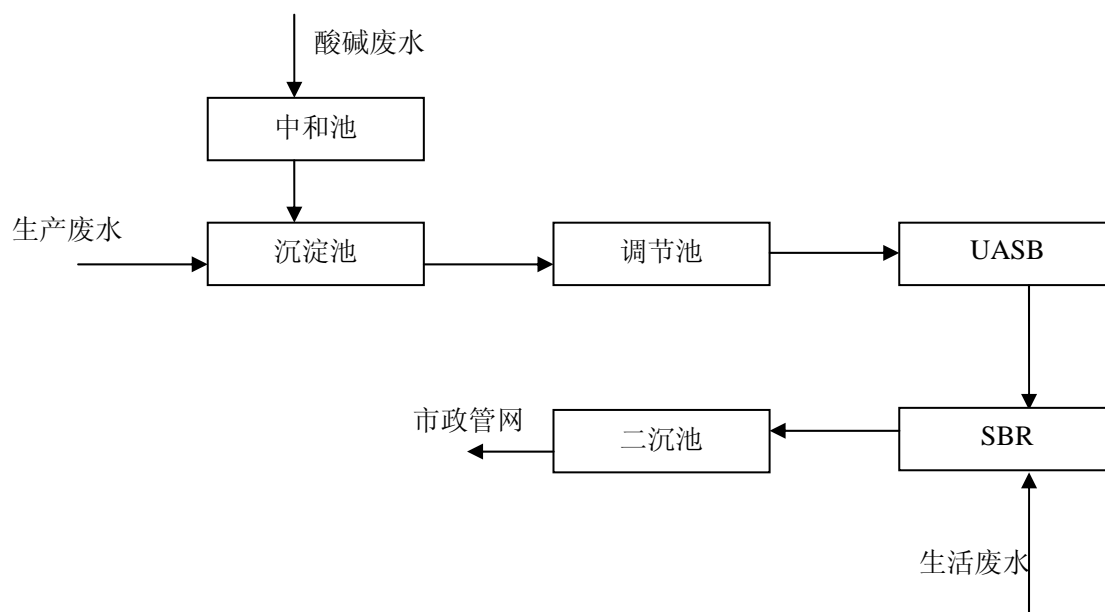 酸碱废水
中和池
生产废水
沉淀池
调节池
UASB
市政管网
二沉池
SBR
生活废水